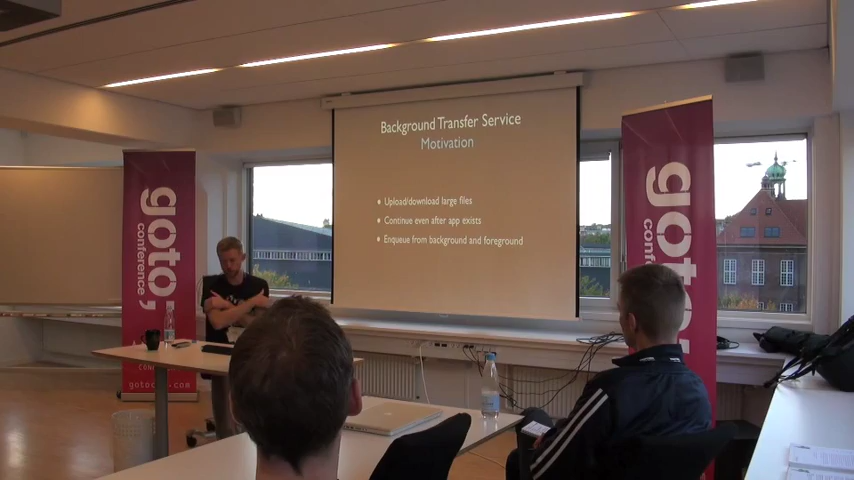 Background Transfer Service
Motivation
Upload/download large files
Continue even after app exists
Enqueue from background and foreground
goto;
conference
goto;
conf